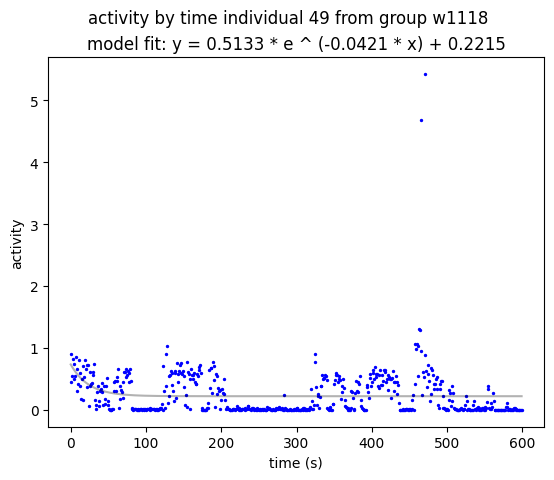 activity by time individual 49 from group w1118
model fit: y = 0.5133 * e ^ (-0.0421 * x) + 0.2215
5
4
3
2
1
0
activity
0 100 200 300 400 500 600
time (s)